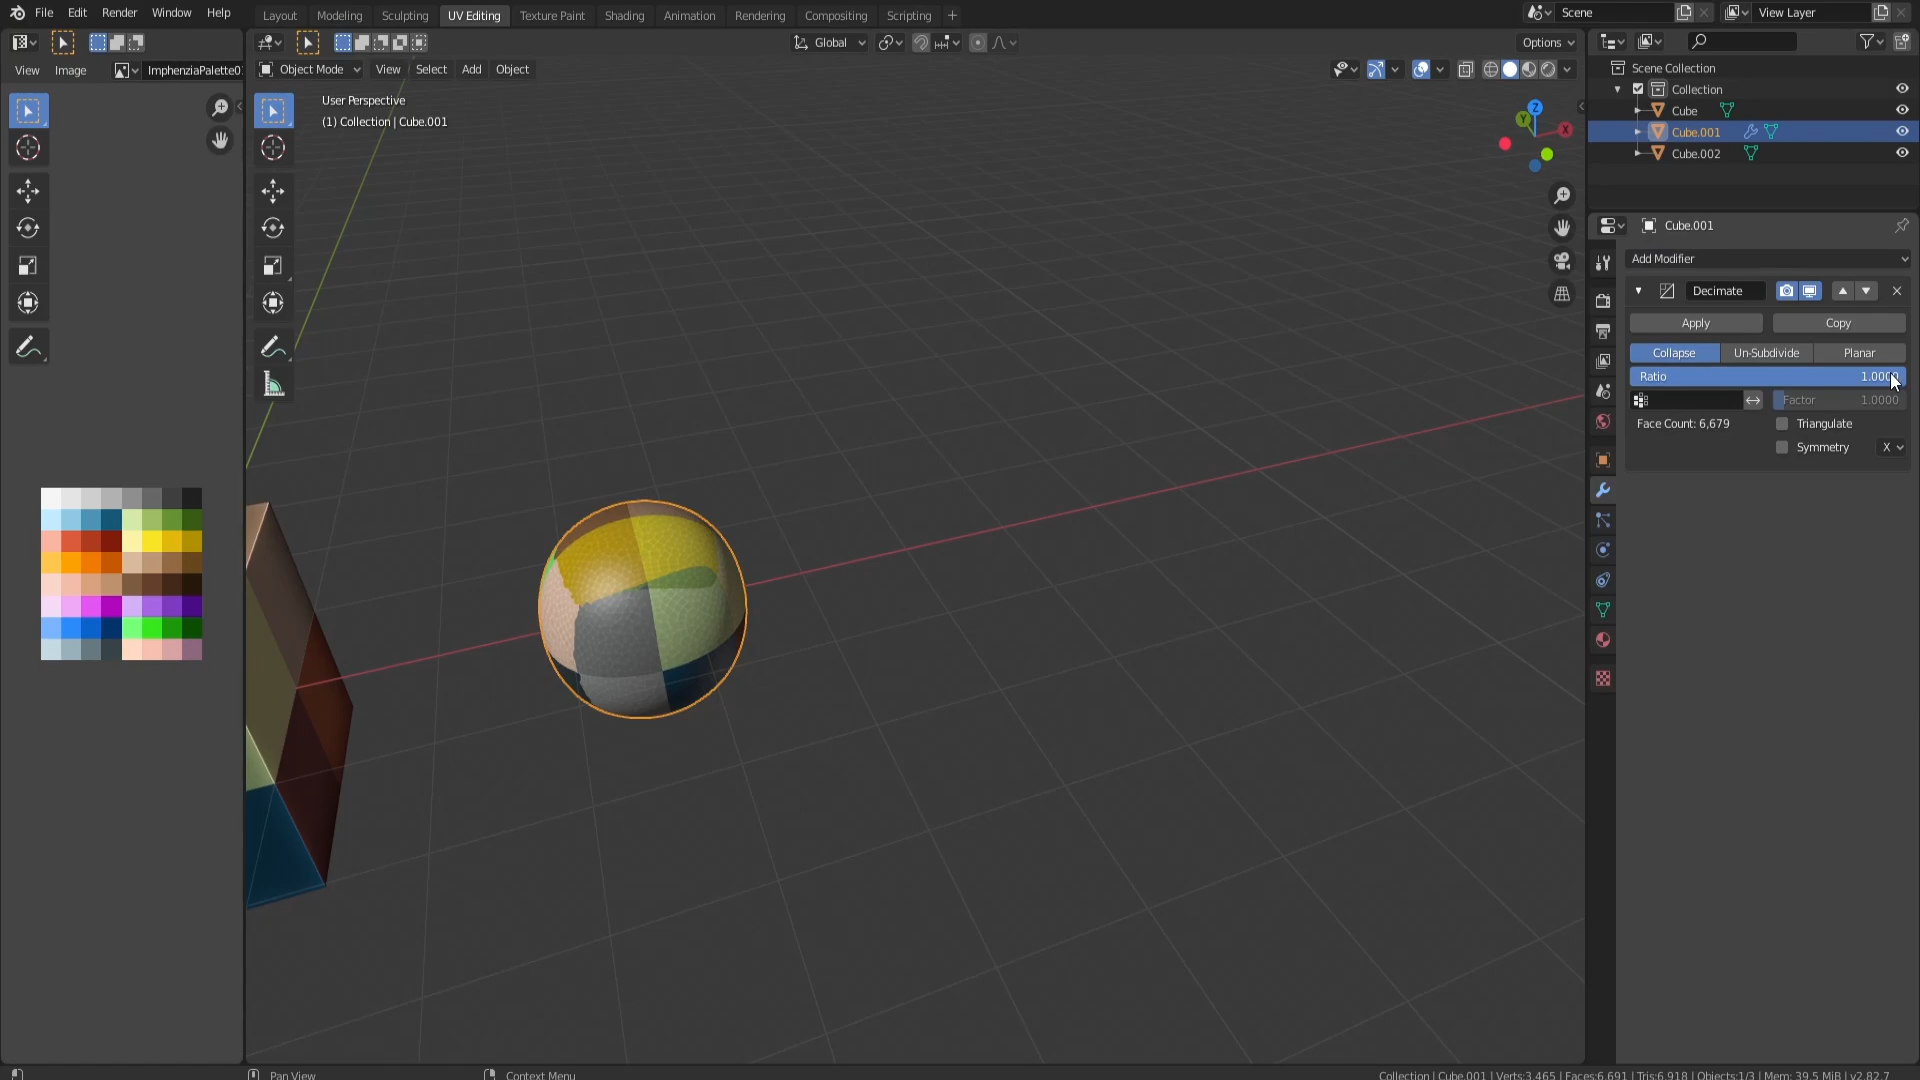 File Edit Render Window Help
Layout Modeling Sculpting UV Editing Texture Paint Shading Animation Rendering Compositing Scripting +
Scene
View Layer
Global
Options
View Image ImphenziaPalette0
Object Mode View Select Add Object
User Perspective
(1) Collection | Cube.001
Z
Y
X
Scene Collection
Collection
Cube
Cube.001
Cube.002
Cube.001
Add Modifier
Decimate
Apply Copy
Collapse Un-Subdivide Planar
Ratio 1.0000
Factor 1.0000
Face Count: 6,679 Triangulate
Symmetry X
Pan View
Context Menu
Collection | Cube.001 | Verts:3,465 | Faces:6,691 | Tris:6,918 | Objects:1/3 | Mem: 39.5 MiB | v2.82.7